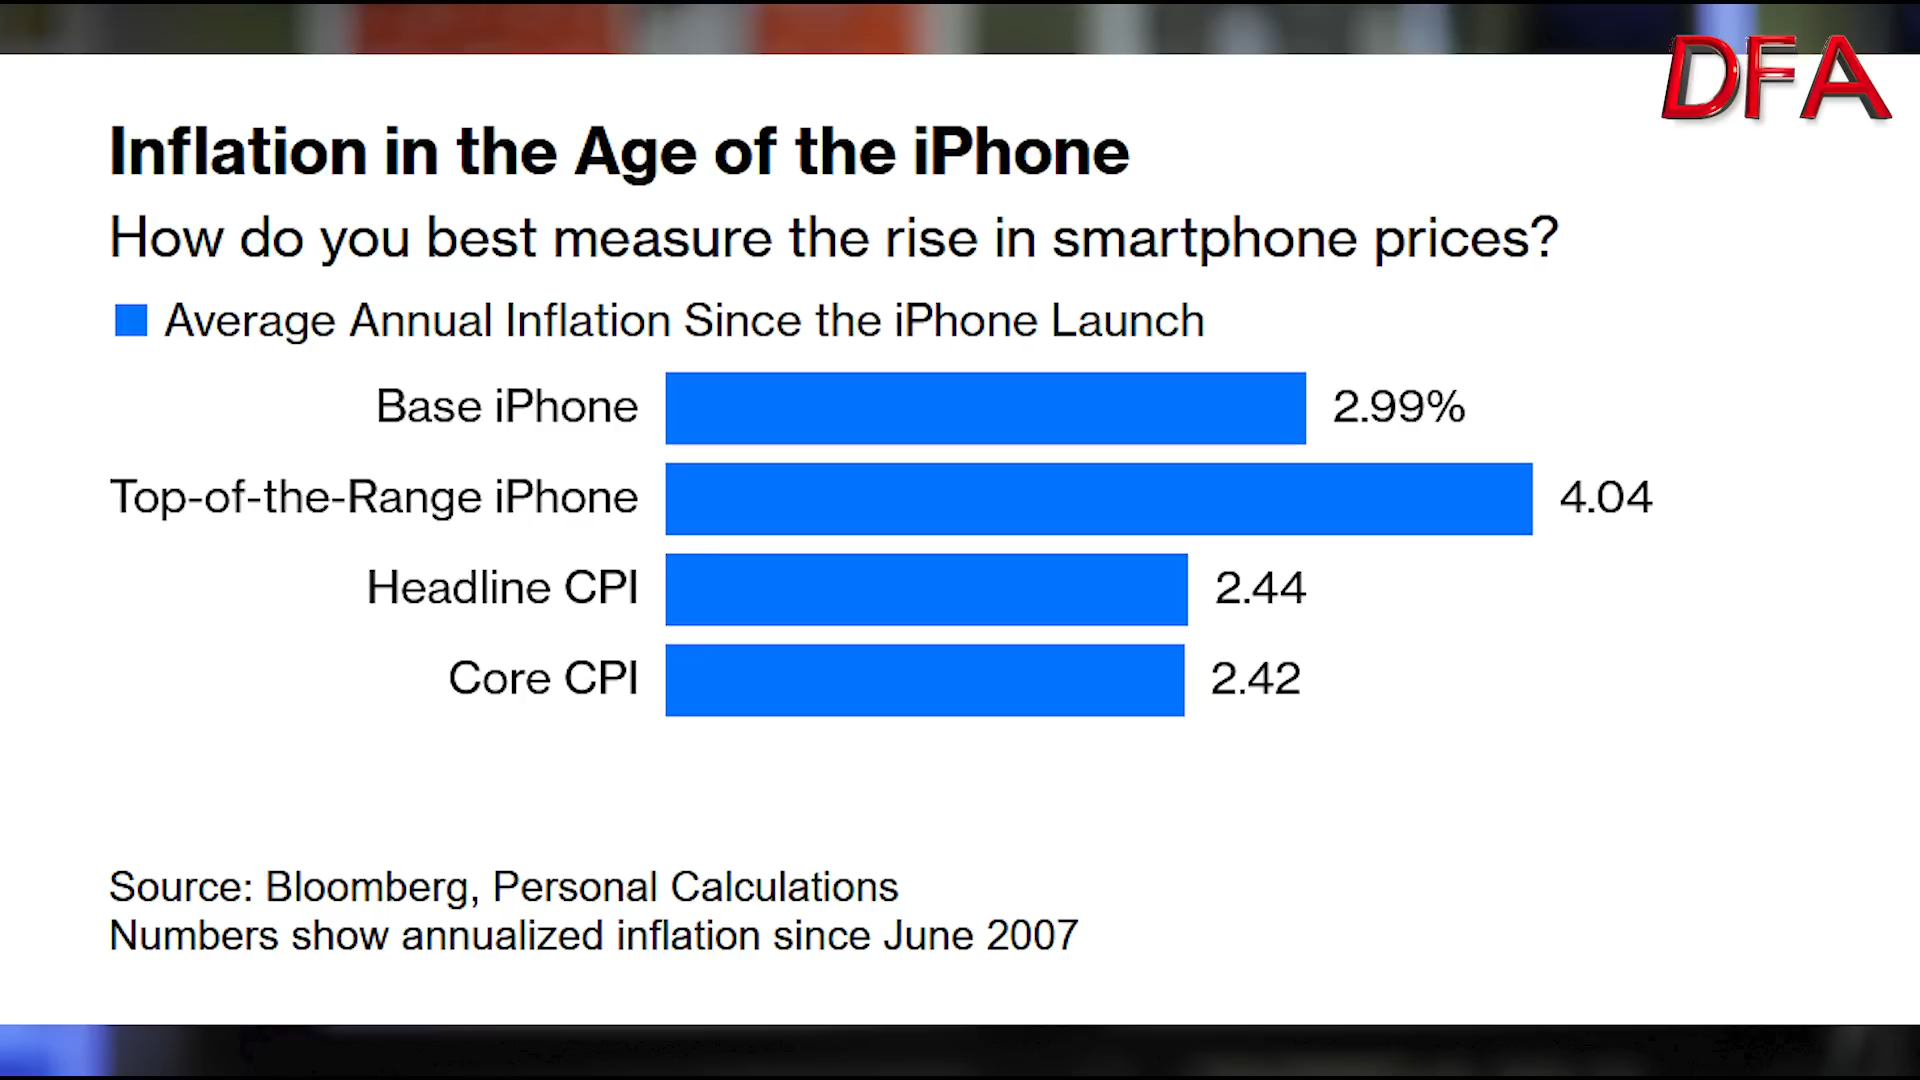 DFA
Inflation in the Age of the iPhone
How do you best measure the rise in smartphone prices?
Average Annual Inflation Since the iPhone Launch
Base iPhone 2.99%
Top-of-the-Range iPhone 4.04
Headline CPI 2.44
Core CPI 2.42
Source: Bloomberg, Personal Calculations
Numbers show annualized inflation since June 2007